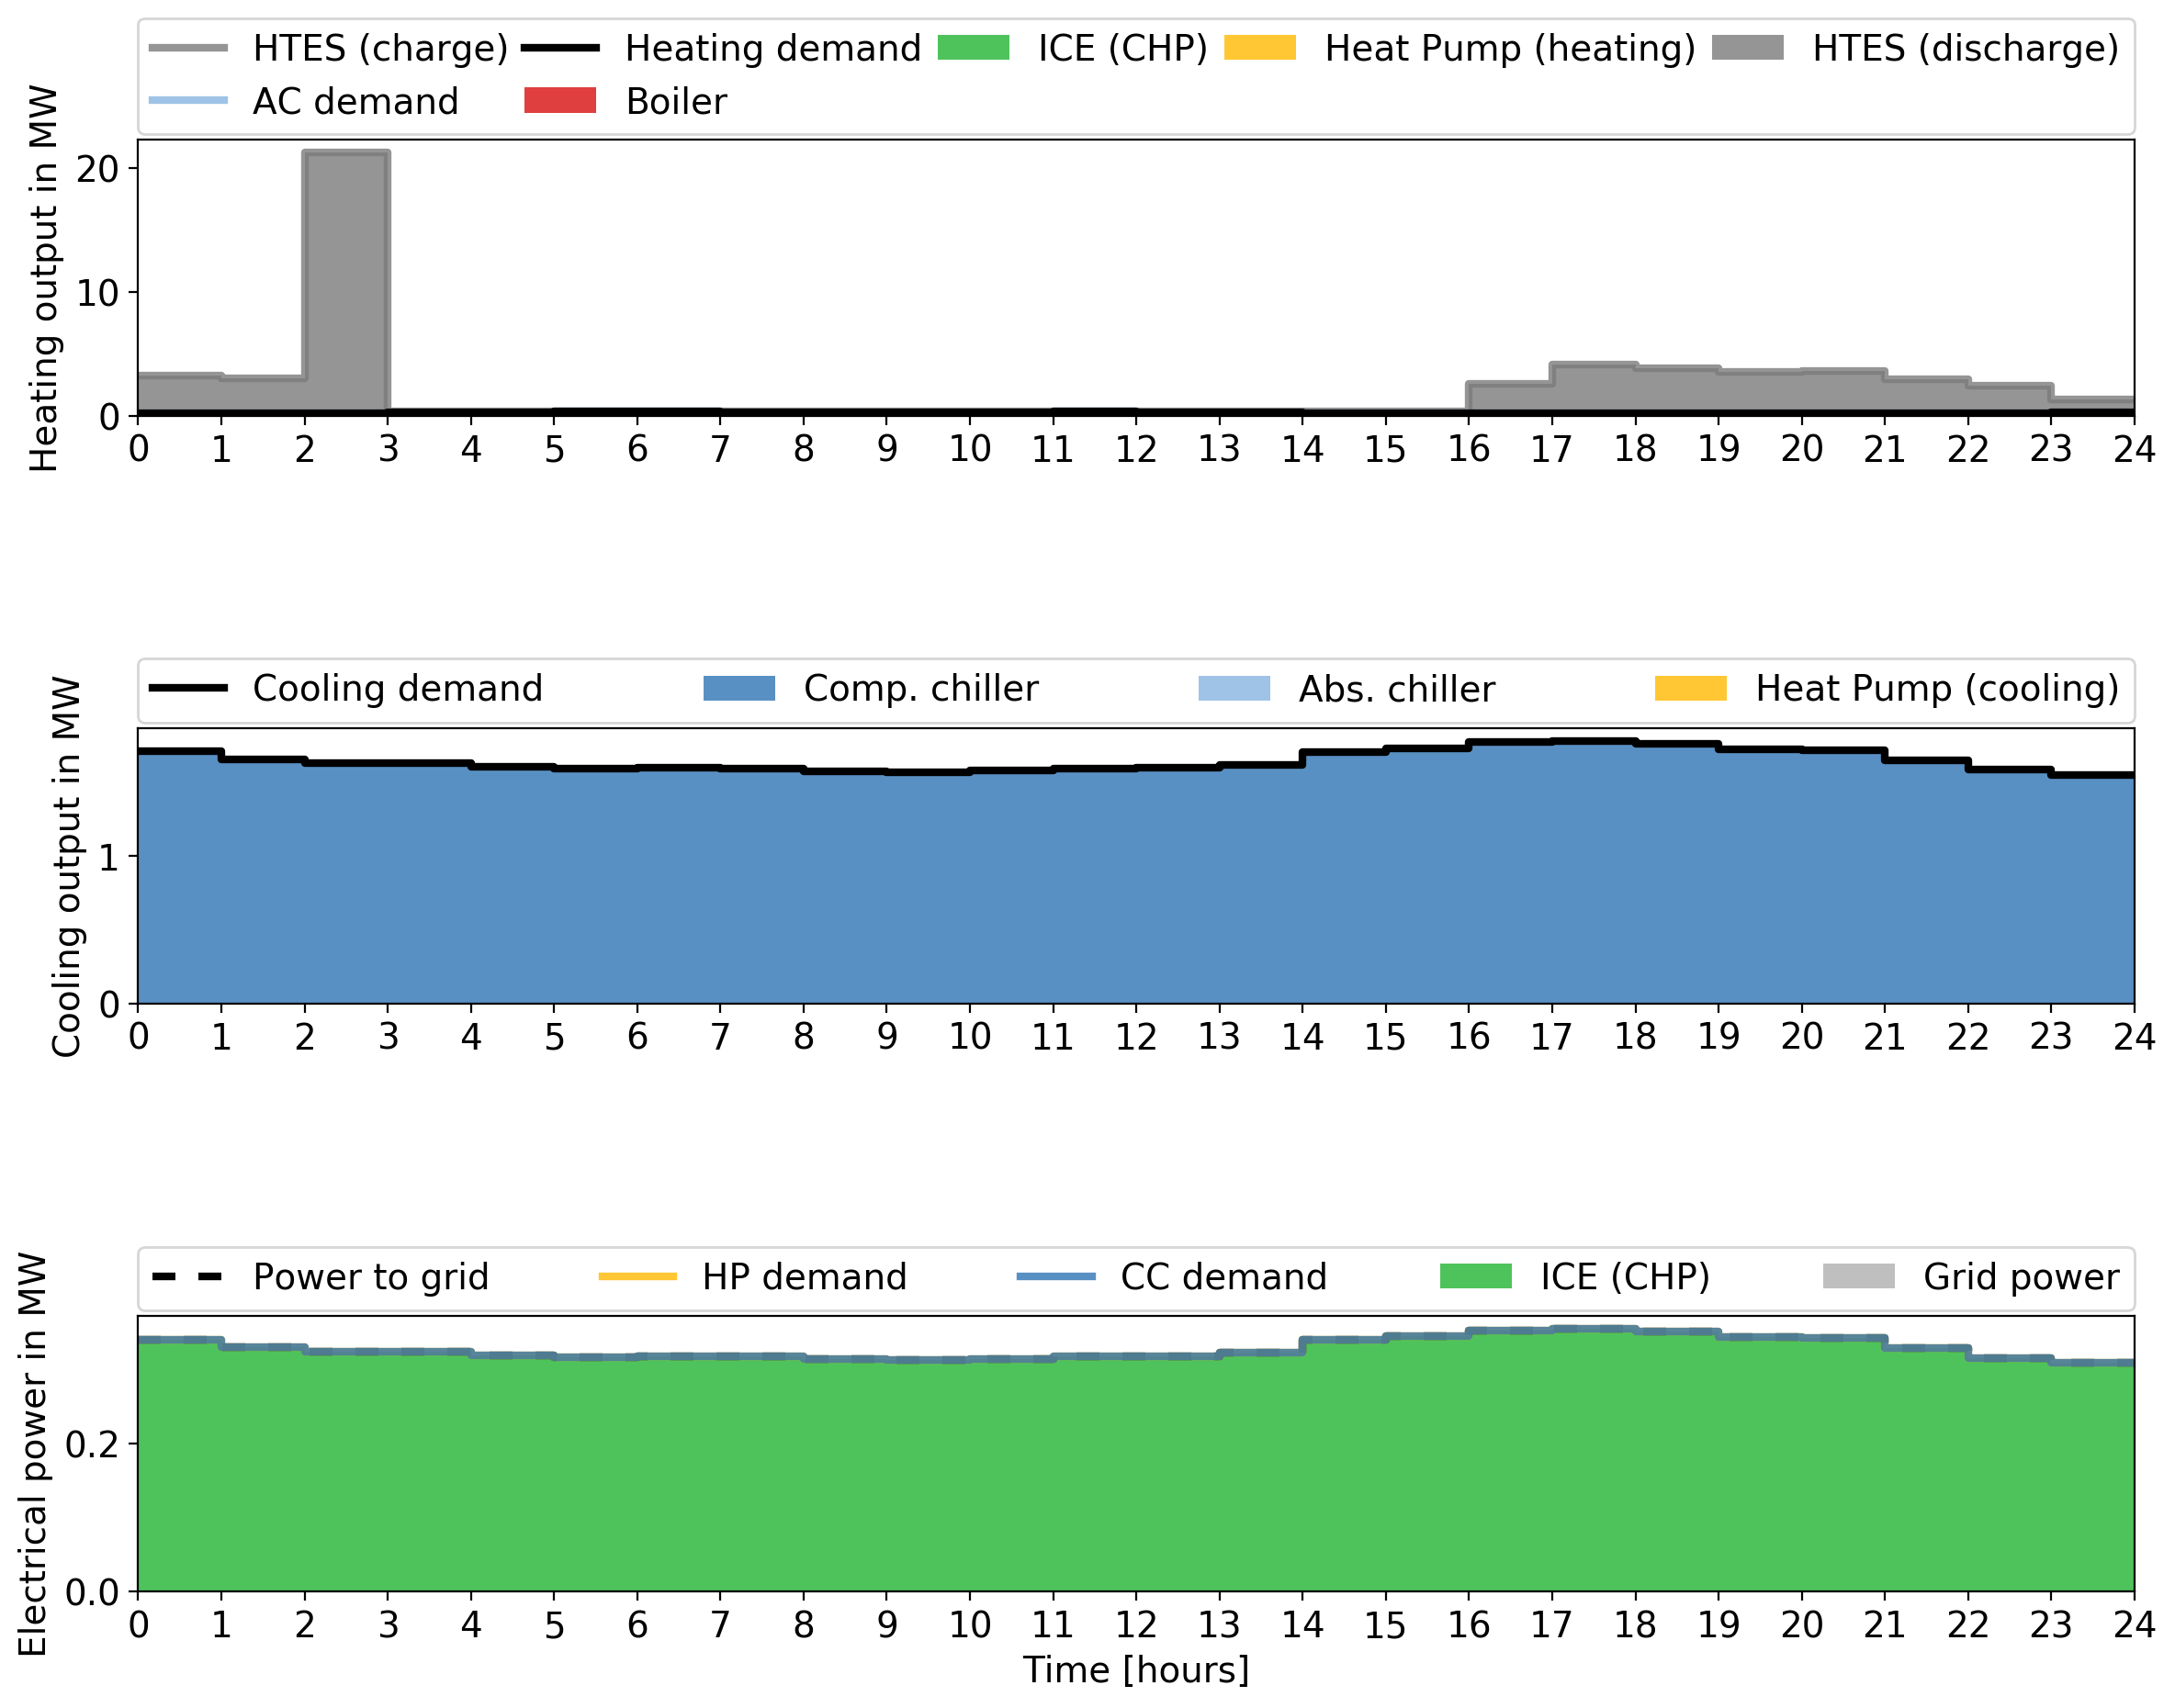 HTES (charge) Heating demand ICE (CHP) Heat Pump (heating) HTES (discharge)
AC demand Boiler
Heating output in MW
20
10
0
0 1 2 3 4 5 6 7 8 9 10 11 12 13 14 15 16 17 18 19 20 21 22 23 24
Cooling demand Comp. chiller Abs. chiller Heat Pump (cooling)
Cooling output in MW
1
0
0 1 2 3 4 5 6 7 8 9 10 11 12 13 14 15 16 17 18 19 20 21 22 23 24
Power to grid HP demand CC demand ICE (CHP) Grid power
Electrical power in MW
0.2
0.0
0 1 2 3 4 5 6 7 8 9 10 11 12 13 14 15 16 17 18 19 20 21 22 23 24
Time [hours]